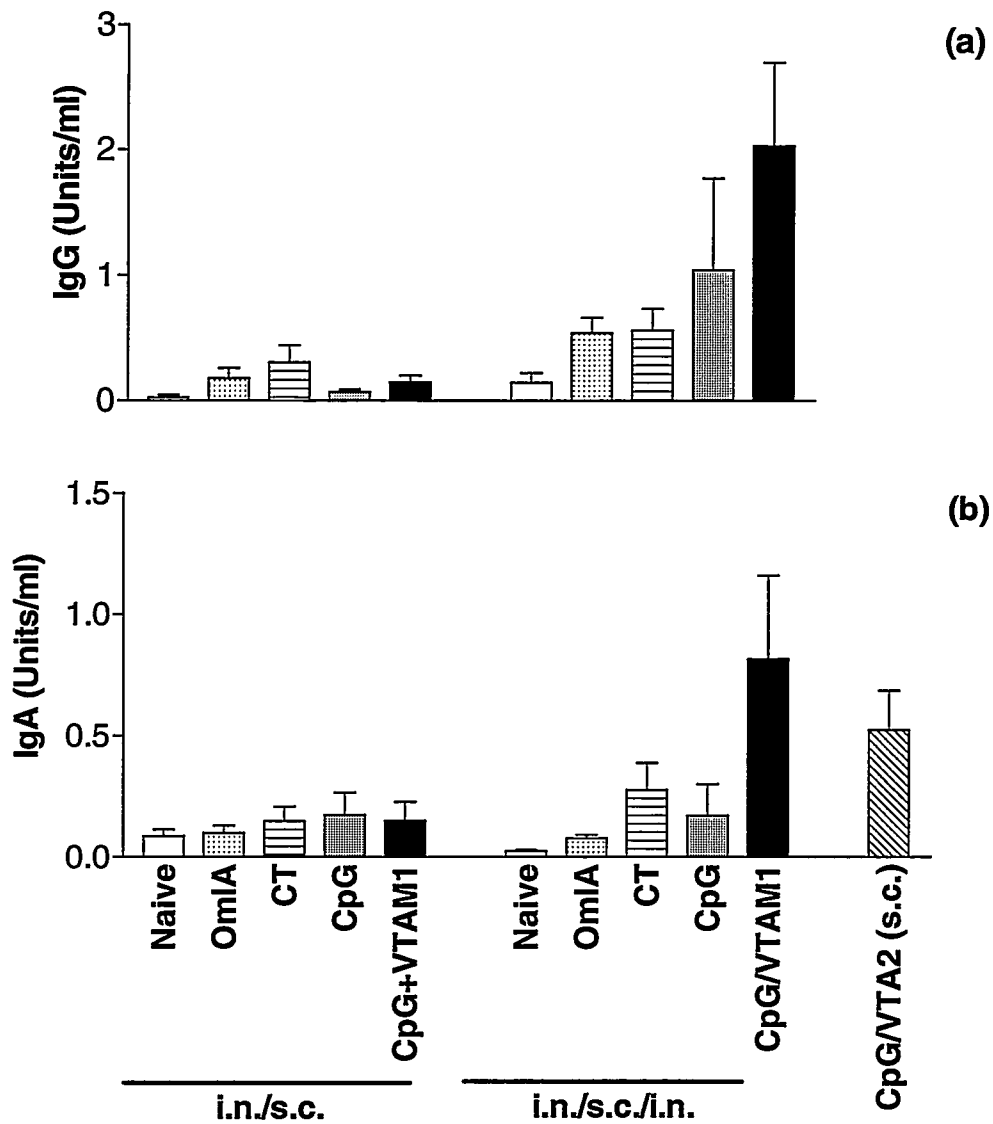 (a)
IgG (Units/ml)
3
2
1
0
(b)
IgA (Units/ml)
1.5
1.0
0.5
0.0
Naive
OmlA
CT
CpG
CpG+VTAM1
Naive
OmlA
CT
CpG
CpG/VTAM1
CpG/VTA2 (s.c.)
i.n./s.c.
i.n./s.c./i.n.